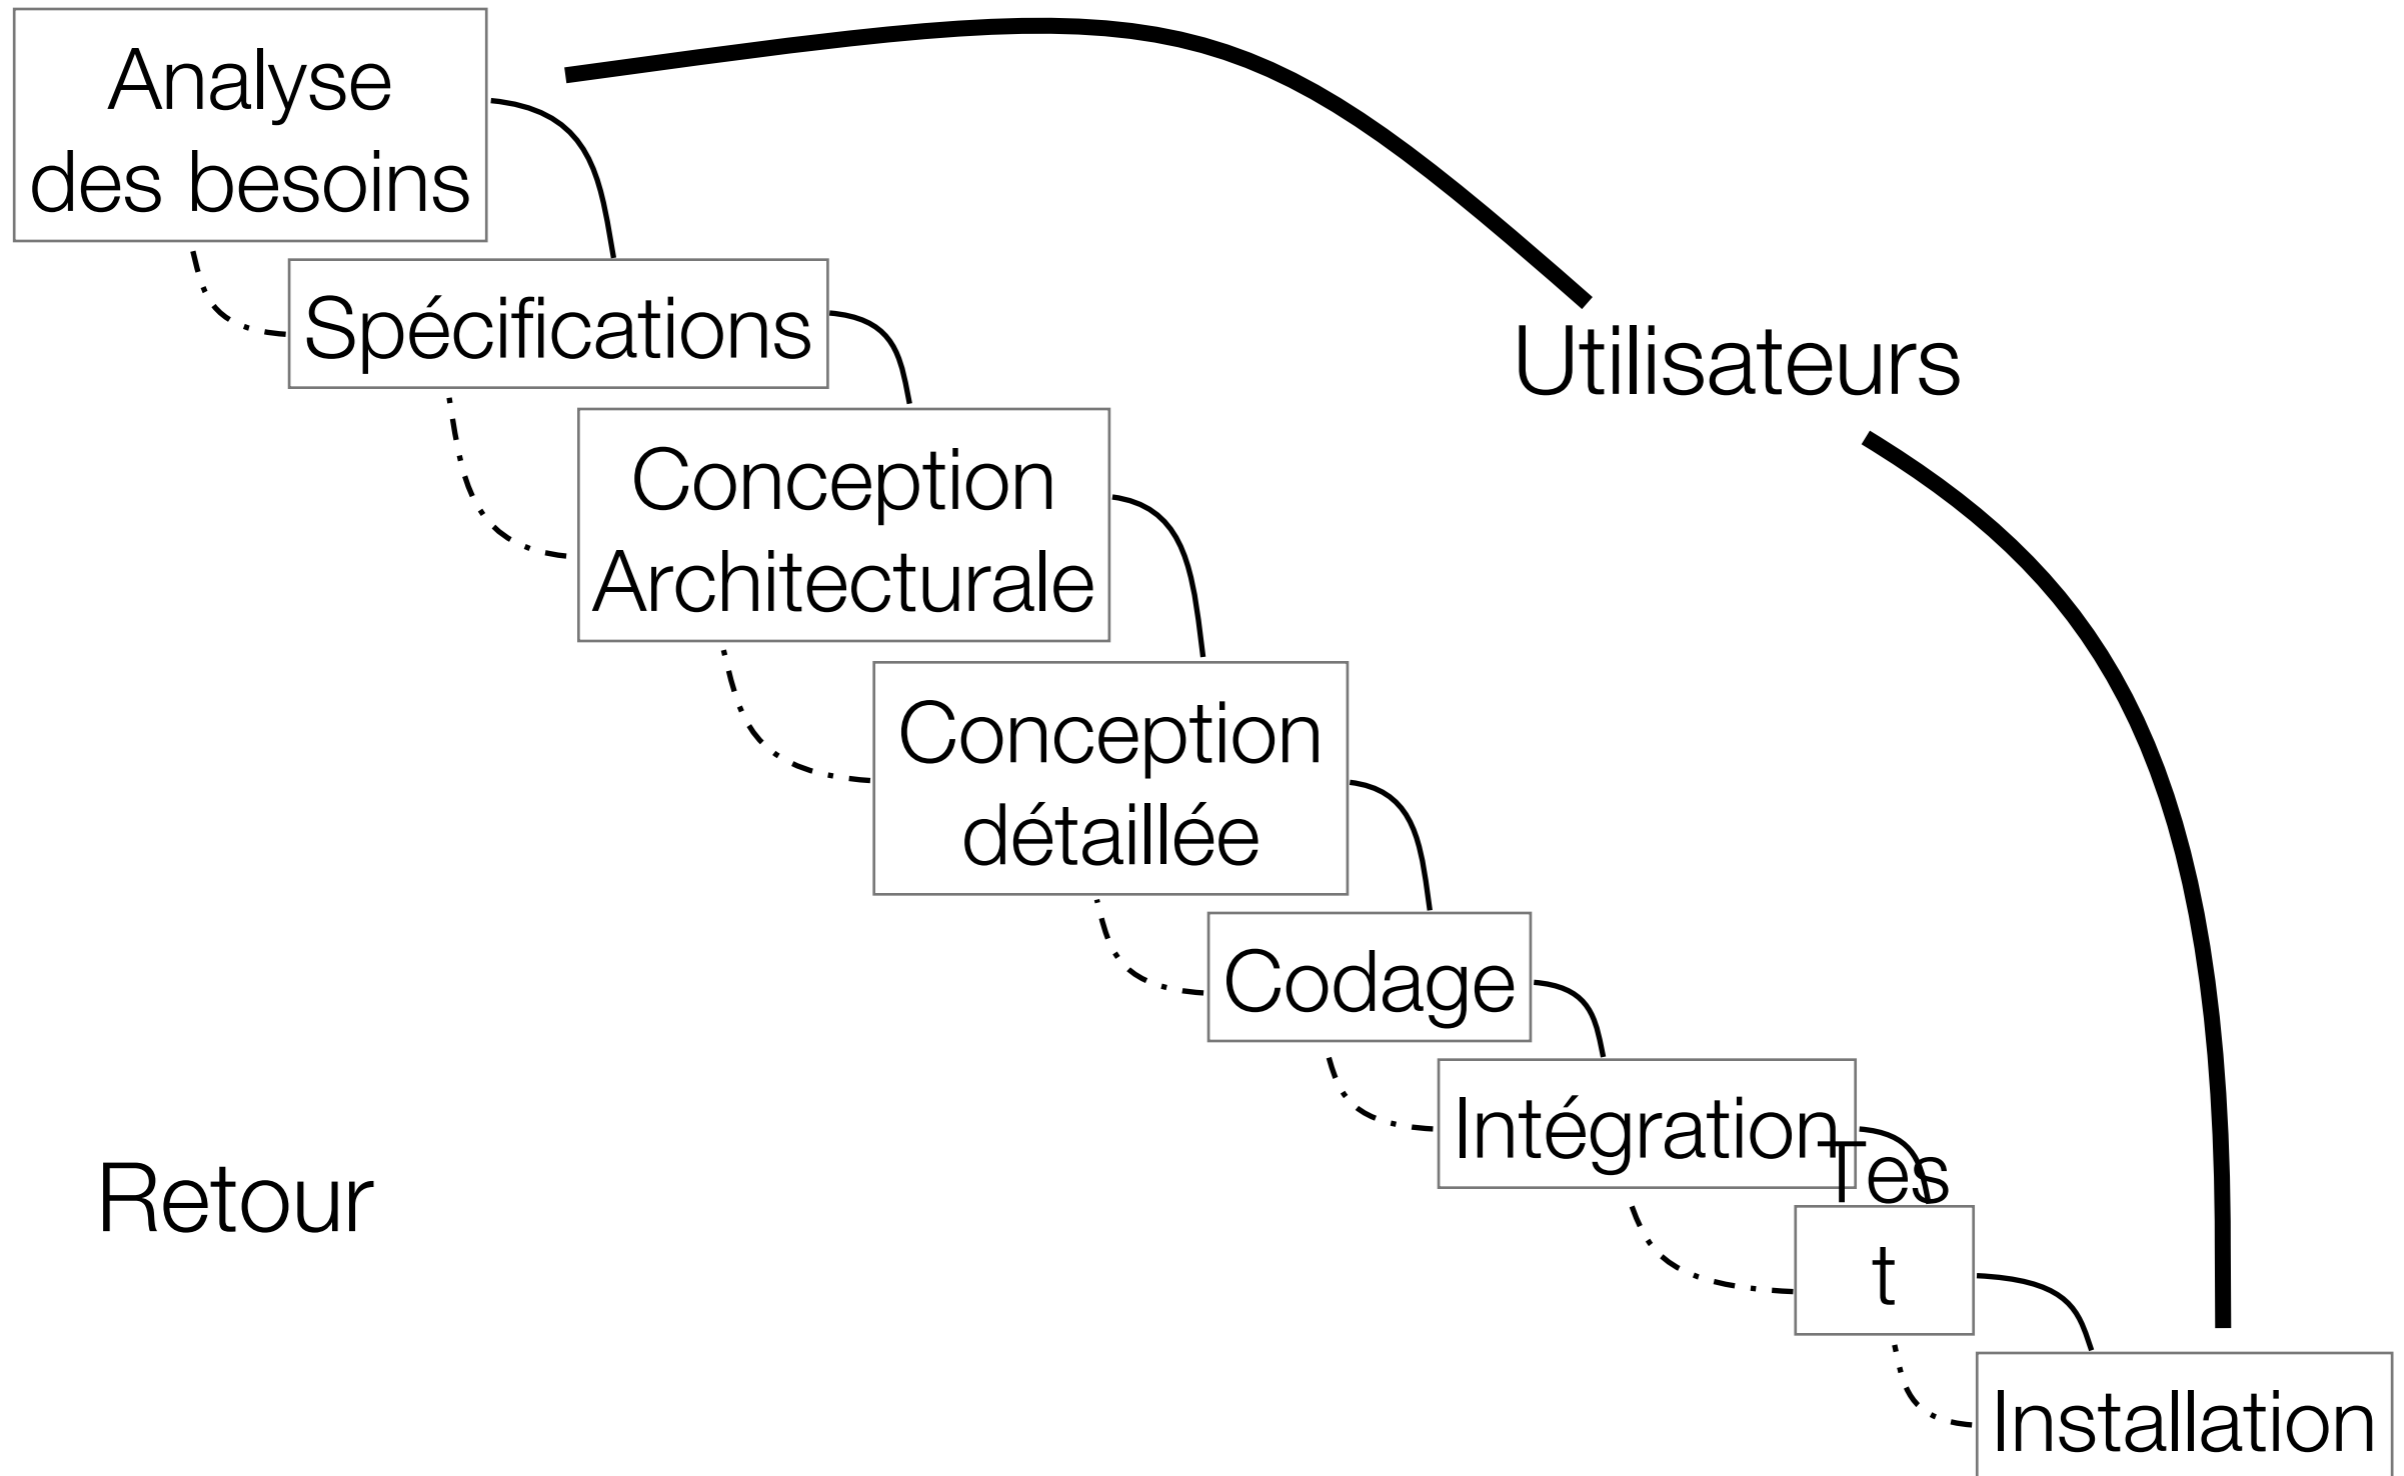 Analyse
des besoins
Spécifications
Utilisateurs
Conception
Architecturale
Conception
détaillée
Codage
Intégration
Tes
t
Retour
Installation